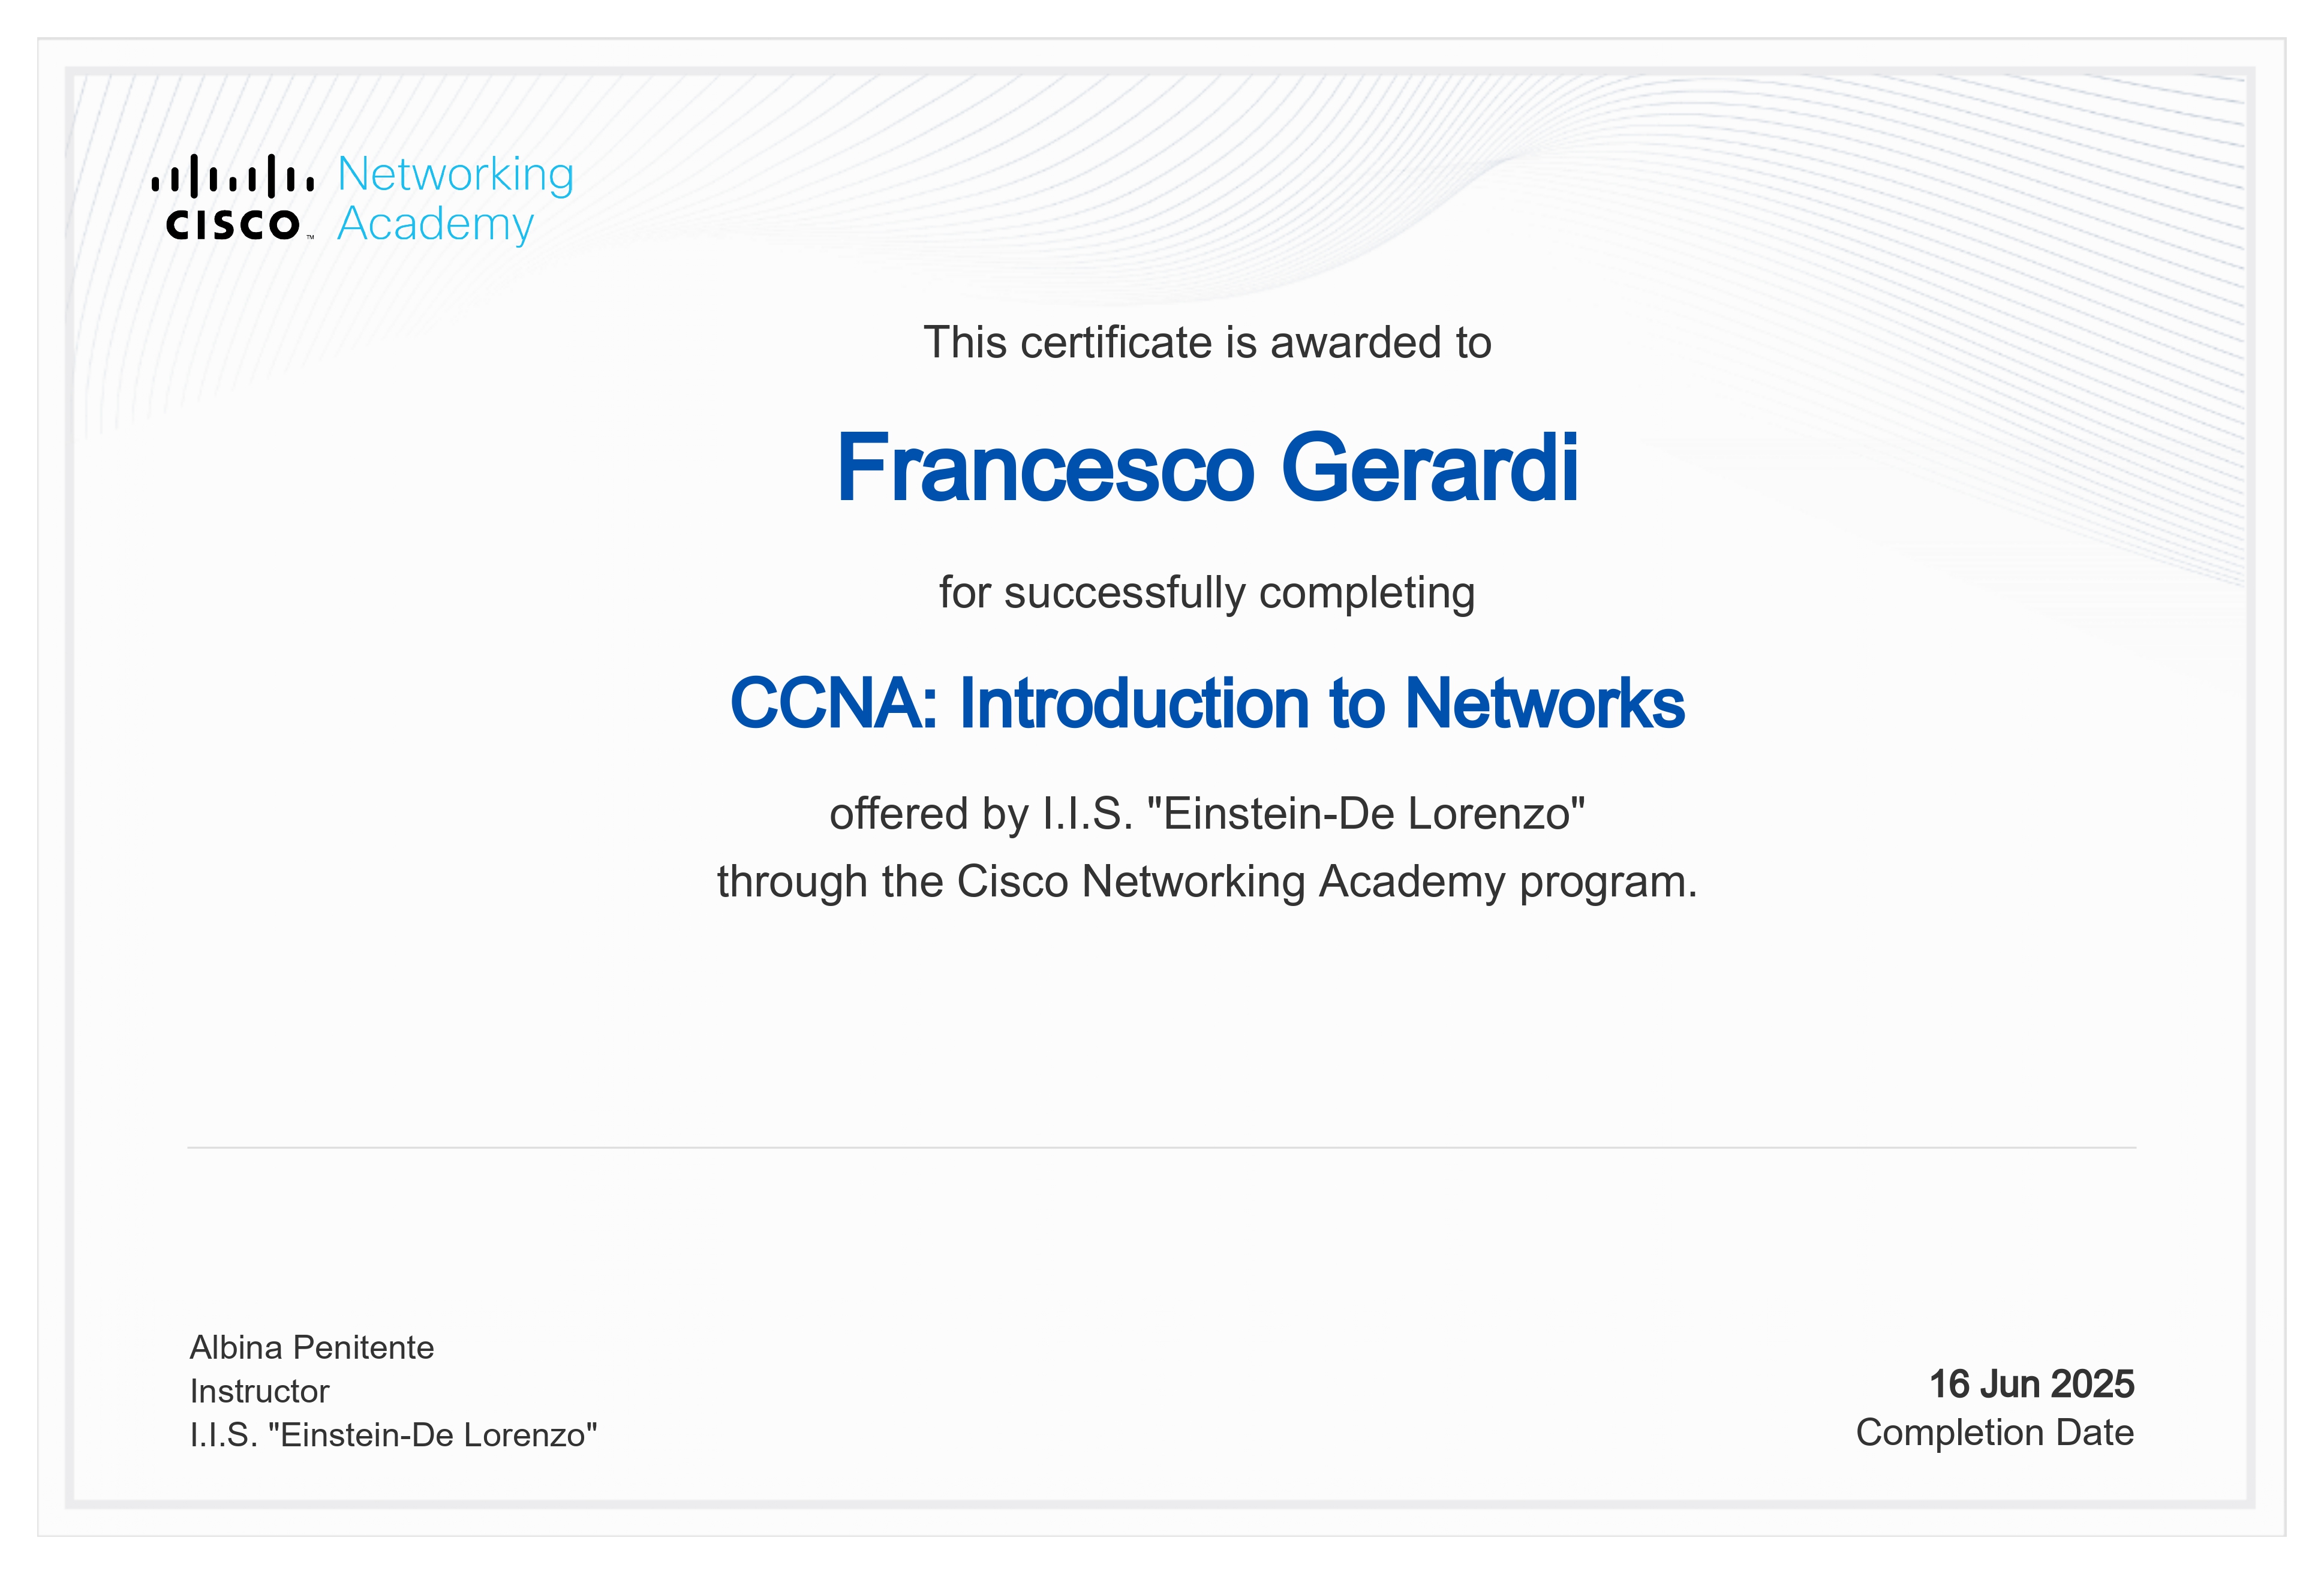 Networking
Academy
CISCO™
This certificate is awarded to
Francesco Gerardi
for successfully completing
CCNA: Introduction to Networks
offered by I.I.S. "Einstein-De Lorenzo"
through the Cisco Networking Academy program.
Albina Penitente
Instructor
I.I.S. "Einstein-De Lorenzo"
16 Jun 2025
Completion Date